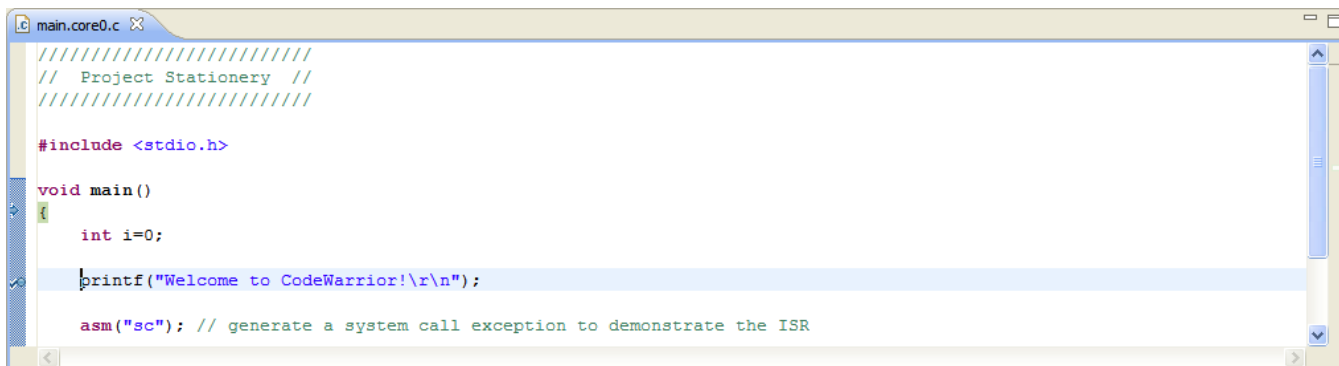 main.core0.c
//////////////////////////
//  Project Stationery  //
//////////////////////////
#include <stdio.h>
void main()
{
    int i=0;
    printf("Welcome to CodeWarrior!\r\n");
    asm("sc"); // generate a system call exception to demonstrate the ISR